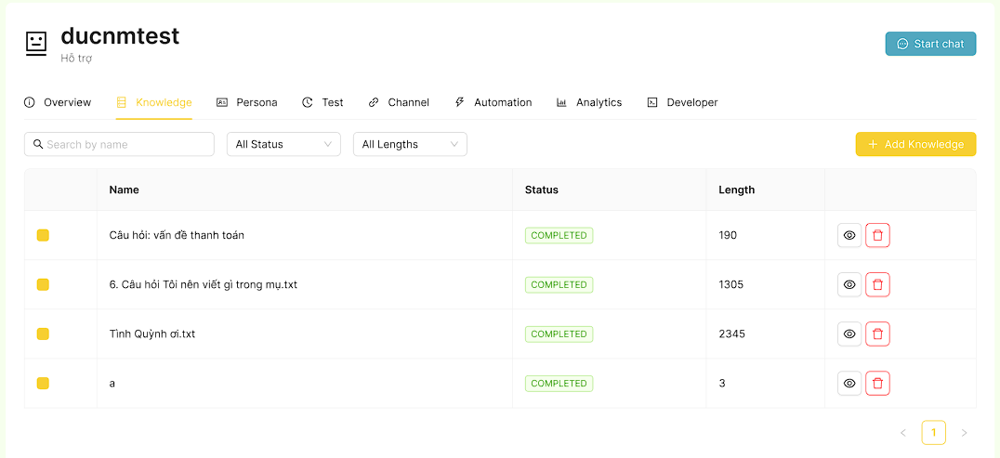 ducnmtest
Hỗ trợ
Start chat
Overview Knowledge Persona Test Channel Automation Analytics Developer
Search by name All Status All Lengths + Add Knowledge
Name Status Length
Câu hỏi: vấn đề thanh toán COMPLETED 190
6. Câu hỏi Tôi nên viết gì trong mụ.txt COMPLETED 1305
Tình Quỳnh ơi.txt COMPLETED 2345
a COMPLETED 3
< 1 >